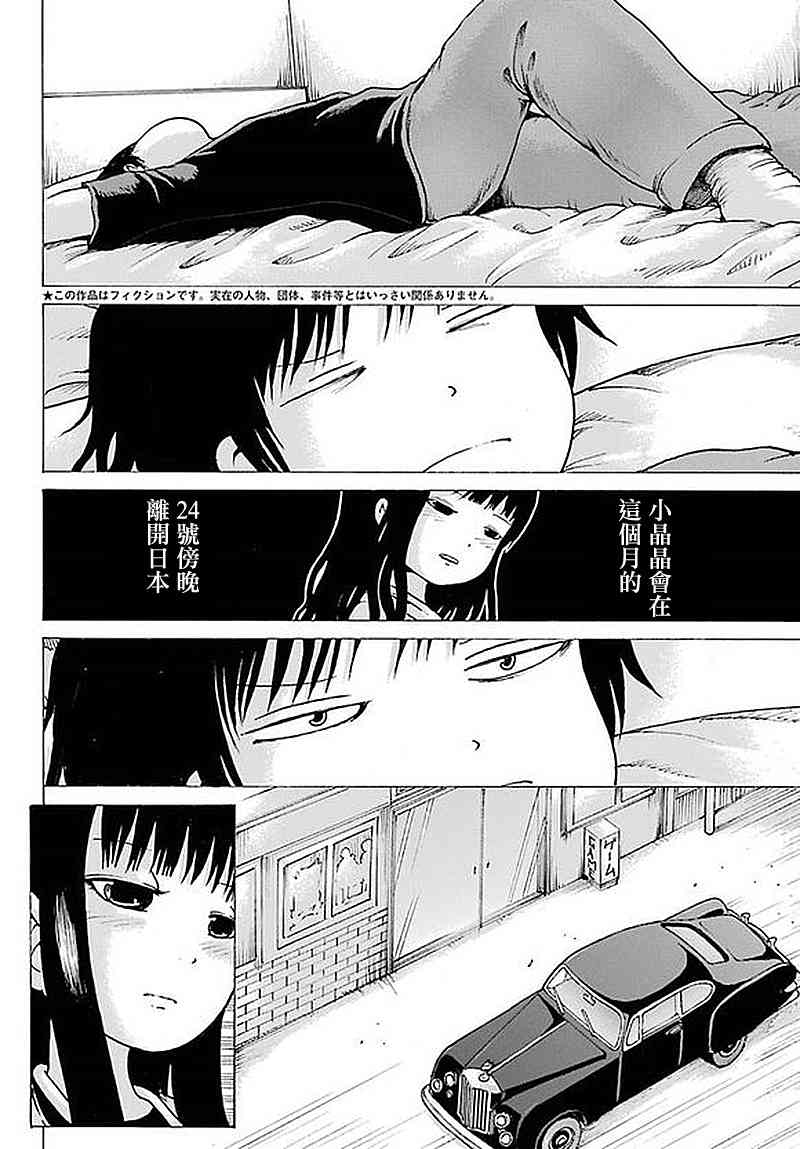 ★この作品はフィクションです。実在の人物、団体、事件等とはいっさい関係ありません。
小晶晶會在
這個月的
24號傍晚
離開日本
ゲーム
GAME